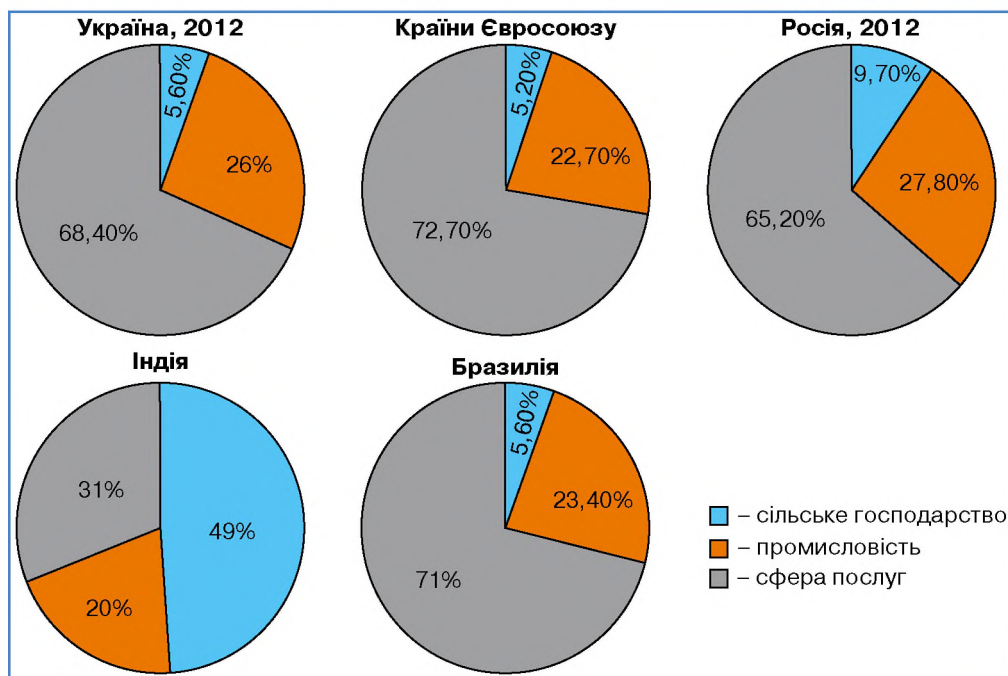 Україна, 2012
5,60%
26%
68,40%
Країни Євросоюзу
5,20%
22,70%
72,70%
Росія, 2012
9,70%
27,80%
65,20%
Індія
31%
49%
20%
Бразилія
5,60%
23,40%
71%
– сільське господарство
– промисловість
– сфера послуг